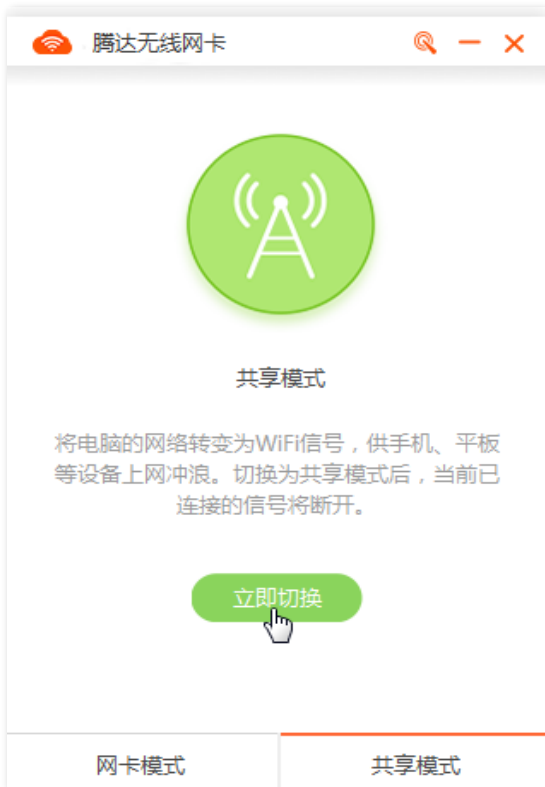 腾达无线网卡
共享模式
将电脑的网络转变为WiFi信号，供手机、平板
等设备上网冲浪。切换为共享模式后，当前已
连接的信号将断开。
立即切换
网卡模式
共享模式